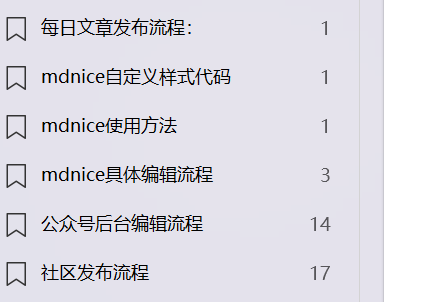 每日文章发布流程： 1
mdnice自定义样式代码 1
mdnice使用方法 1
mdnice具体编辑流程 3
公众号后台编辑流程 14
社区发布流程 17